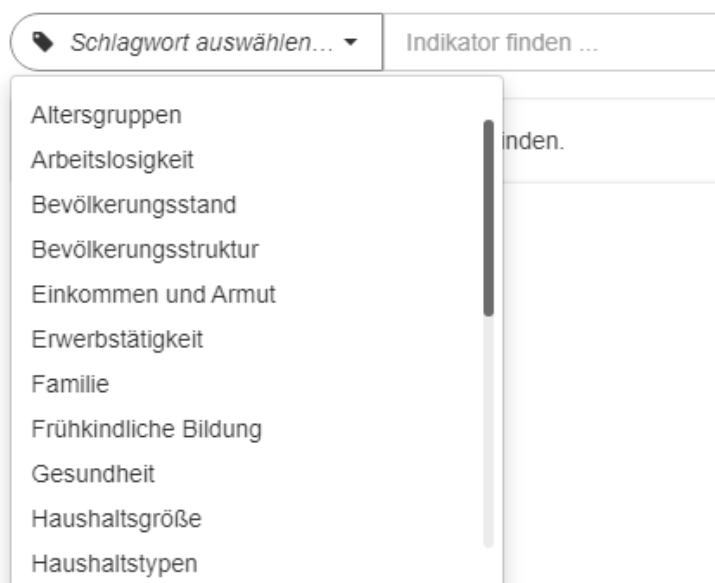 Schlagwort auswählen... Indikator finden ...
Altersgruppen
inden.
Arbeitslosigkeit
Bevölkerungsstand
Bevölkerungsstruktur
Einkommen und Armut
Erwerbstätigkeit
Familie
Frühkindliche Bildung
Gesundheit
Haushaltsgröße
Haushaltstypen